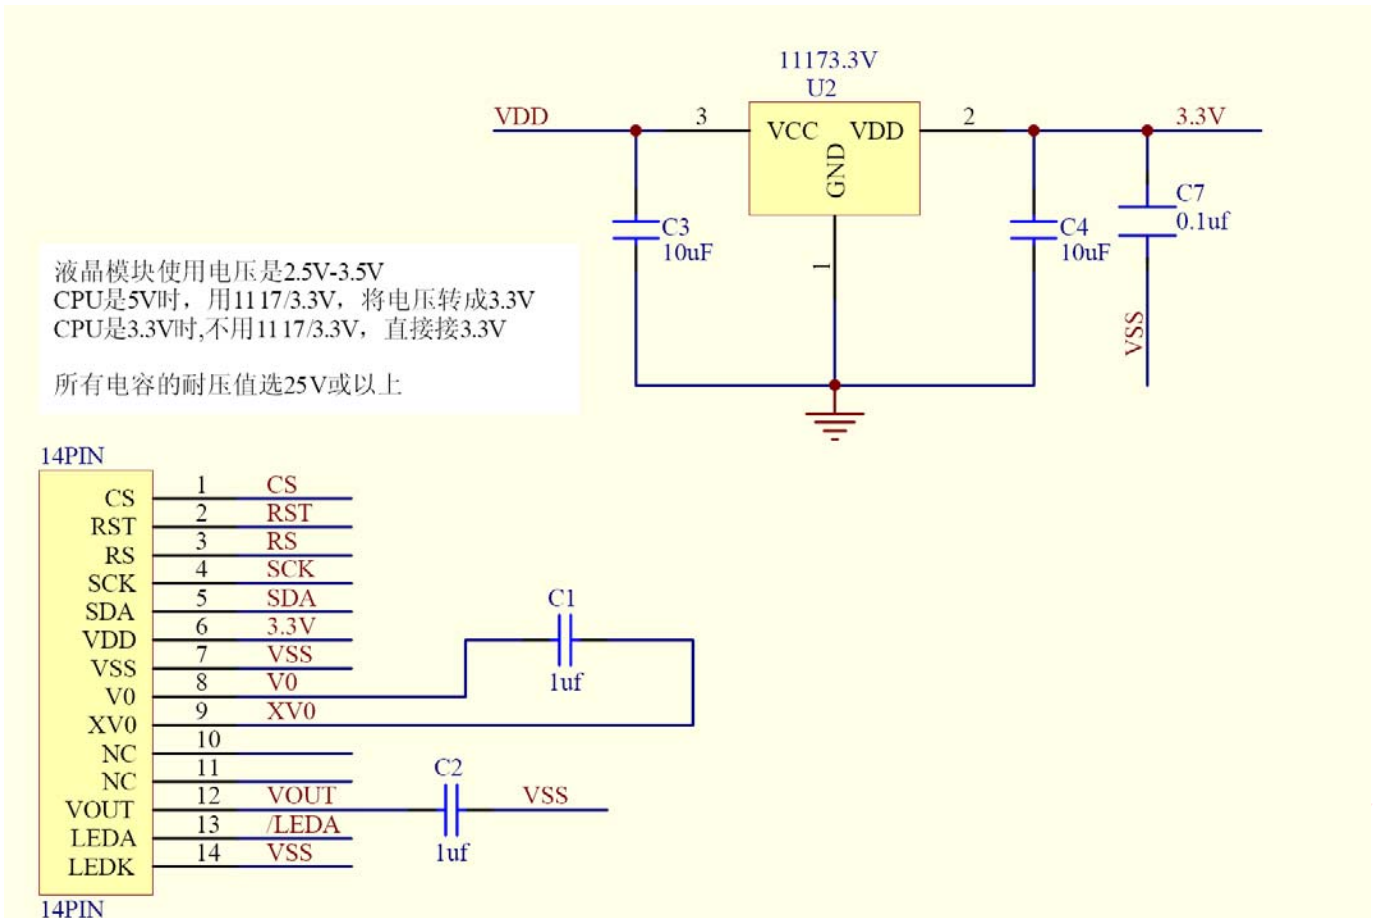 11173.3V
U2
VDD
3
VCC
VDD
GND
2
3.3V
1
C3
10uF
C4
10uF
C7
0.1uf
VSS
液晶模块使用电压是2.5V-3.5V
CPU是5V时，用1117/3.3V，将电压转成3.3V
CPU是3.3V时,不用1117/3.3V，直接接3.3V
所有电容的耐压值选25V或以上
14PIN
CS 1 CS
RST 2 RST
RS 3 RS
SCK 4 SCK
SDA 5 SDA
VDD 6 3.3V
VSS 7 VSS
V0 8 V0
XV0 9 XV0
NC 10
NC 11
VOUT 12 VOUT
LEDA 13 /LEDA
LEDK 14 VSS
14PIN
C1
1uf
C2
1uf
VSS